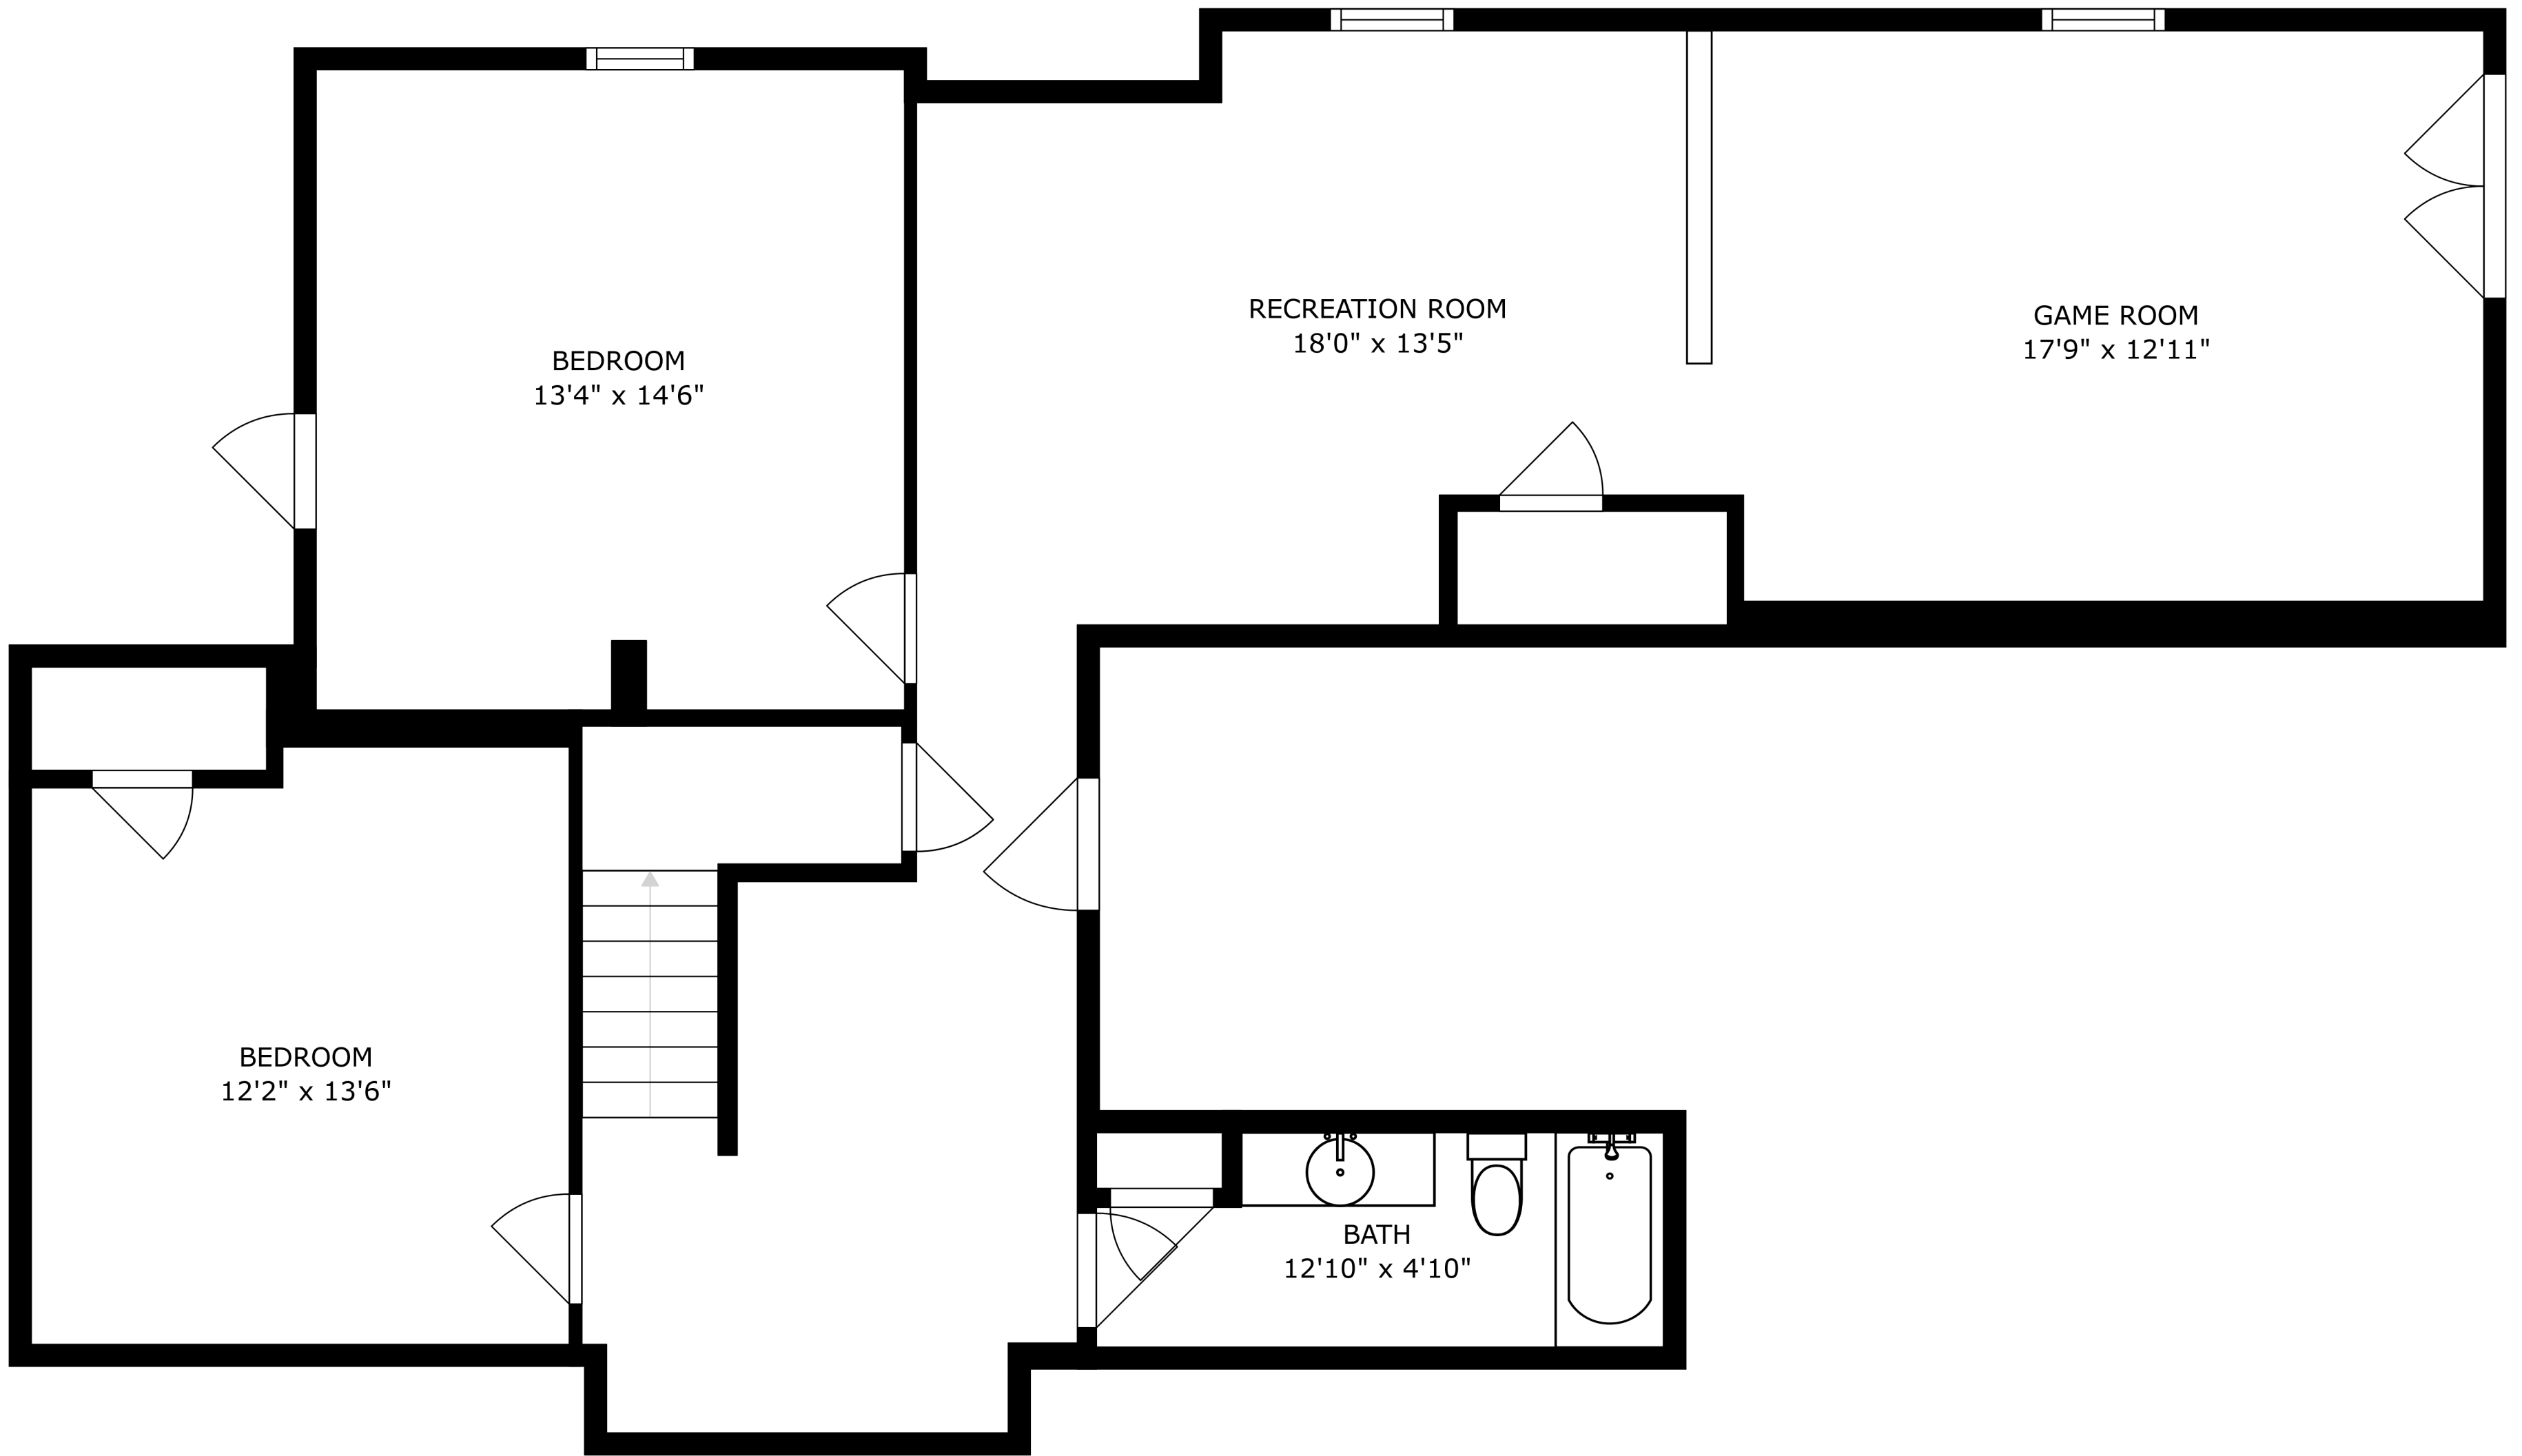 RECREATION ROOM
18'0" x 13'5"
GAME ROOM
17'9" x 12'11"
BEDROOM
13'4" x 14'6"
BEDROOM
12'2" x 13'6"
BATH
12'10" x 4'10"